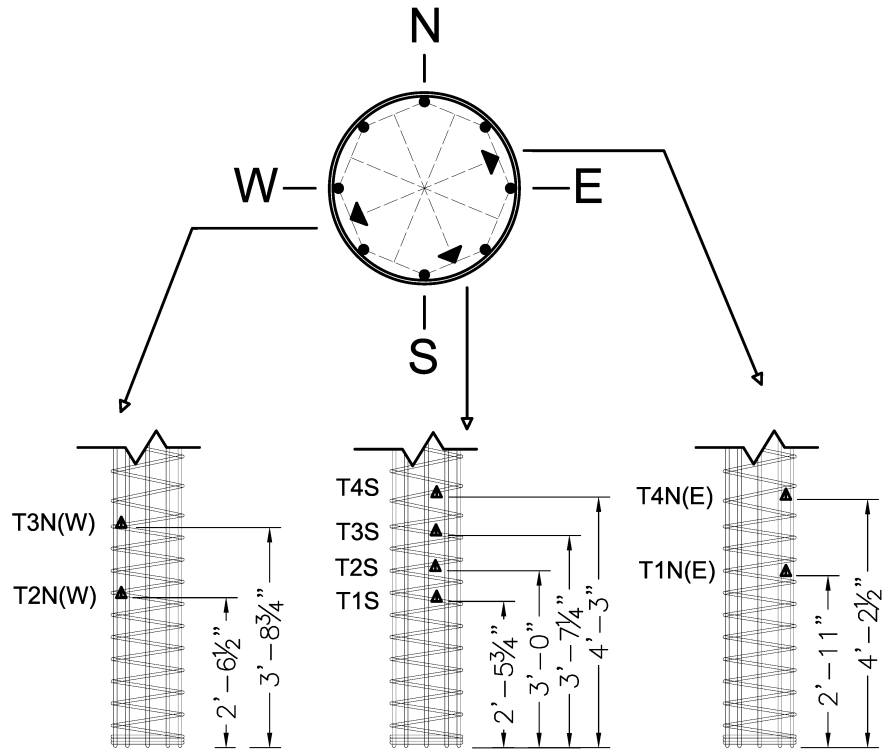 N
W
E
S
T3N(W)
T2N(W)
2'-6½"
3'-8¾"
T4S
T3S
T2S
T1S
2'-5¾"
3'-0"
3'-7¼"
4'-3"
T4N(E)
T1N(E)
2'-11"
4'-2½"